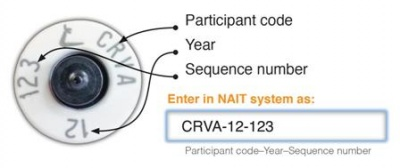 Participant code
Year
Sequence number
CRVA
123
12
Enter in NAIT system as:
CRVA-12-123
Participant code–Year–Sequence number